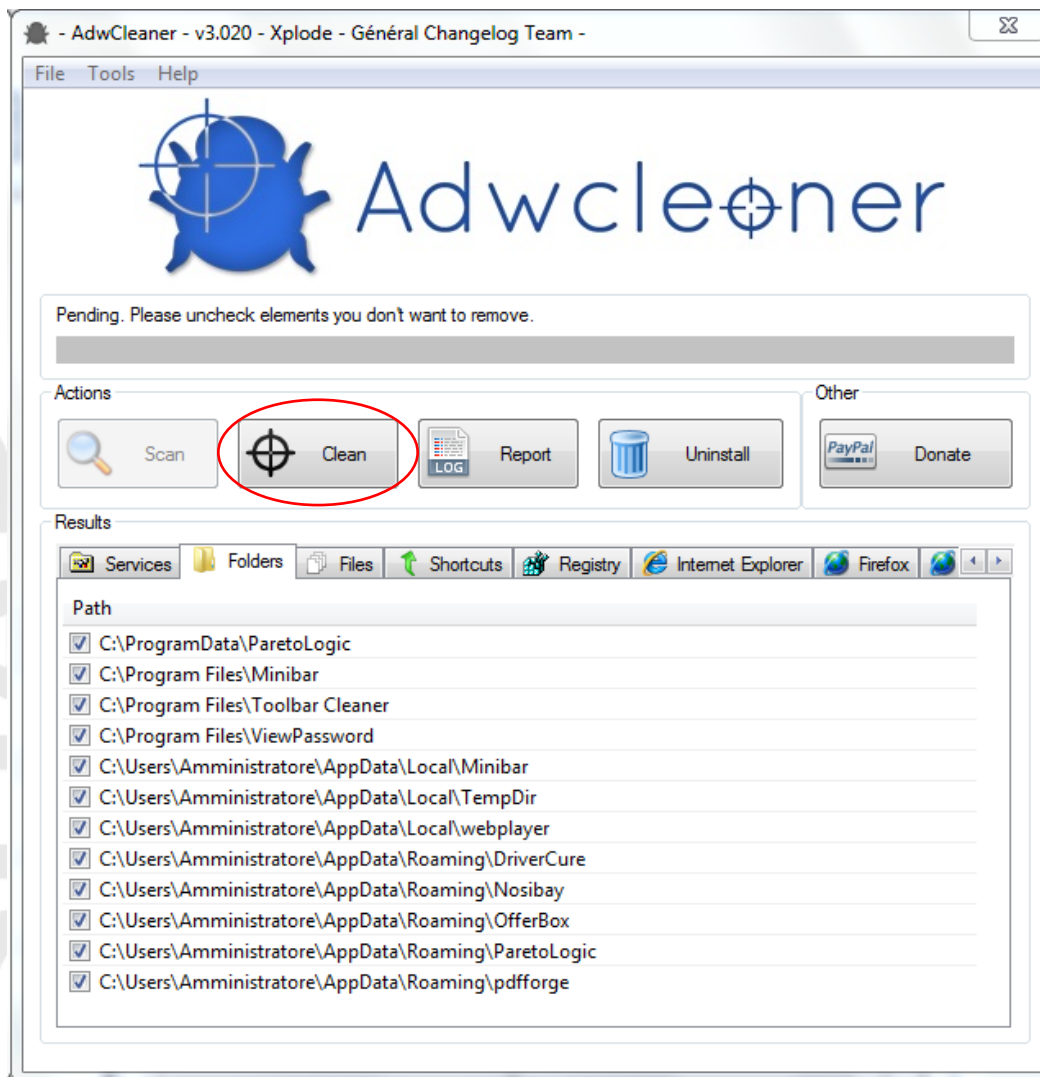 - AdwCleaner - v3.020 - Xplode - Général Changelog Team -
File Tools Help
Adwcleaner
Pending. Please uncheck elements you don't want to remove.
Actions
Other
Scan
Clean
LOG
Report
Uninstall
PayPal
Donate
Results
Services Folders Files Shortcuts Registry Internet Explorer Firefox
Path
C:\ProgramData\ParetoLogic
C:\Program Files\Minibar
C:\Program Files\Toolbar Cleaner
C:\Program Files\ViewPassword
C:\Users\Amministratore\AppData\Local\Minibar
C:\Users\Amministratore\AppData\Local\TempDir
C:\Users\Amministratore\AppData\Local\webplayer
C:\Users\Amministratore\AppData\Roaming\DriverCure
C:\Users\Amministratore\AppData\Roaming\Nosibay
C:\Users\Amministratore\AppData\Roaming\OfferBox
C:\Users\Amministratore\AppData\Roaming\ParetoLogic
C:\Users\Amministratore\AppData\Roaming\pdfforge